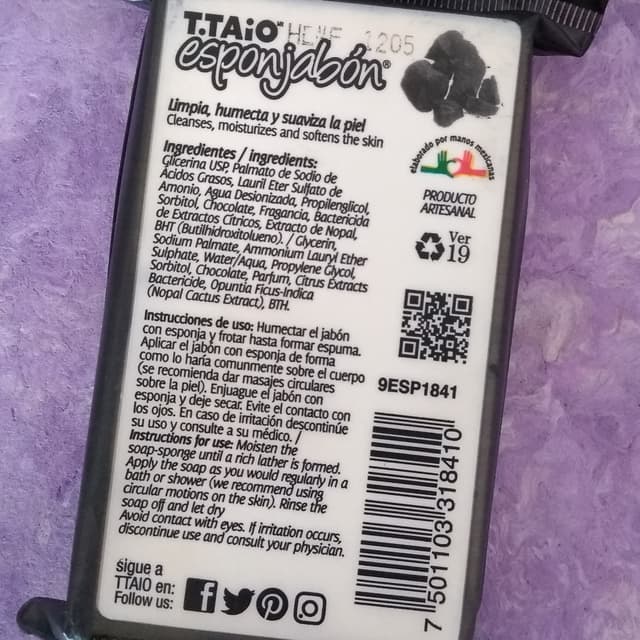 T.TAiO™
esponjabón®
1205
Limpia, humecta y suaviza la piel
Cleanses, moisturizes and softens the skin
Ingredientes / ingredients:
Glicerina USP, Palmato de Sodio de
Ácidos Grasos, Lauril Eter Sulfato de
Amonio, Agua Desionizada, Propilenglicol,
Sorbitol, Chocolate, Fragancia, Bactericida
de Extractos Cítricos, Extracto de Nopal,
BHT (Butilhidroxitolueno). / Glycerin,
Sodium Palmate, Ammonium Lauryl Ether
Sulphate, Water/Aqua, Propylene Glycol,
Sorbitol, Chocolate, Parfum, Citrus Extracts
Bactericide, Opuntia Ficus-Indica
(Nopal Cactus Extract), BTH.
Instrucciones de uso: Humectar el jabón
con esponja y frotar hasta formar espuma.
Aplicar el jabón con esponja de forma
como lo haría comunmente sobre el cuerpo
(se recomienda dar masajes circulares
sobre la piel). Enjuague el jabón con
esponja y deje secar. Evite el contacto con
los ojos. En caso de irritación descontinúe
su uso y consulte a su médico. /
Instructions for use: Moisten the
soap-sponge until a rich lather is formed.
Apply the soap as you would regularly in a
bath or shower (we recommend using
circular motions on the skin). Rinse the
soap off and let dry
Avoid contact with eyes. If irritation occurs,
discontinue use and consult your physician.
sigue a
TTAIO en:
Follow us:
elaborado por manos mexicanas
PRODUCTO
ARTESANAL
Ver
19
9ESP1841
7 501103 318410